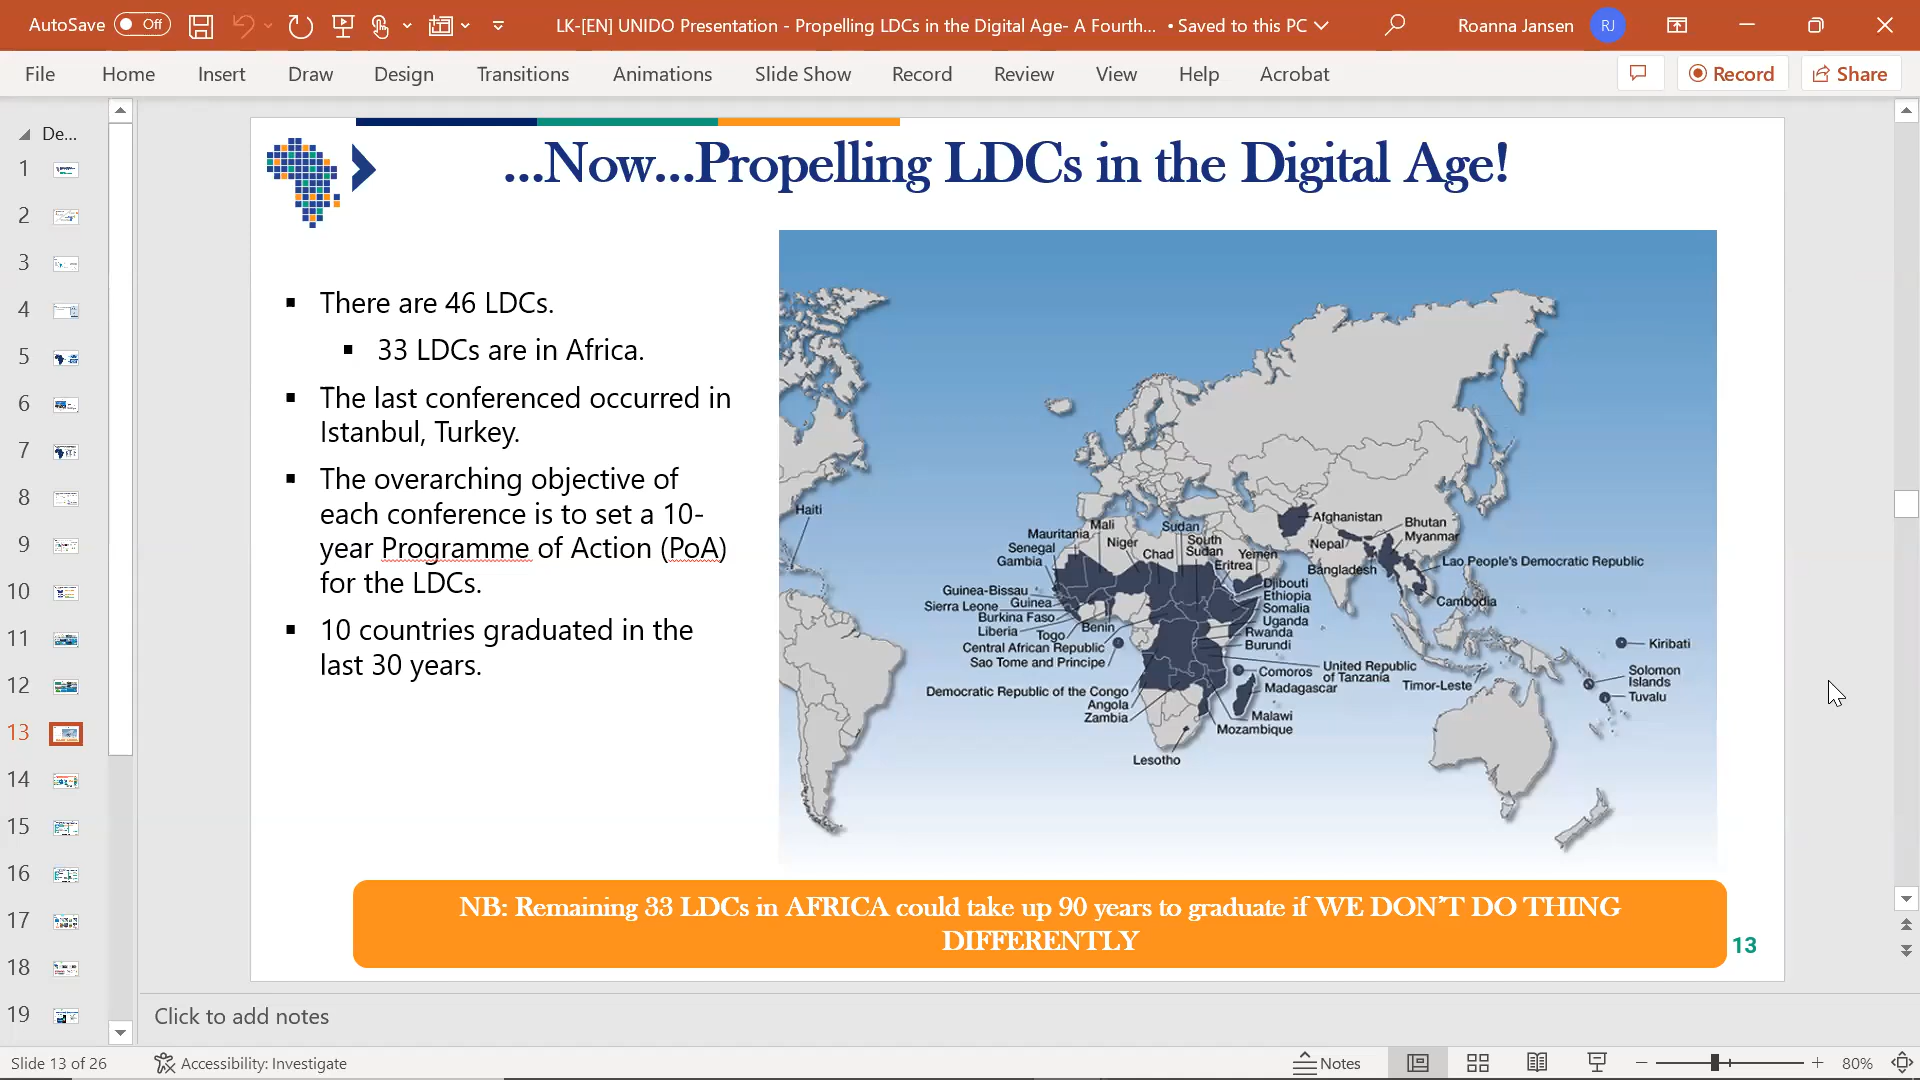 AutoSave Off
LK-[EN] UNIDO Presentation - Propelling LDCs in the Digital Age- A Fourth... • Saved to this PC
Roanna Jansen RJ
File Home Insert Draw Design Transitions Animations Slide Show Record Review View Help Acrobat
Record Share
De...
1
2
3
4
5
6
7
8
9
10
11
12
13
14
15
16
17
18
19
...Now...Propelling LDCs in the Digital Age!
▪ There are 46 LDCs.
▪ 33 LDCs are in Africa.
▪ The last conferenced occurred in
Istanbul, Turkey.
▪ The overarching objective of
each conference is to set a 10-
year Programme of Action (PoA)
for the LDCs.
▪ 10 countries graduated in the
last 30 years.
Haiti
Mauritania
Mali
Senegal
Gambia
Niger
Chad
Sudan
South
Sudan
Eritrea
Yemen
Djibouti
Ethiopia
Somalia
Uganda
Rwanda
Burundi
Guinea-Bissau
Guinea
Sierra Leone
Burkina Faso
Liberia
Togo
Benin
Central African Republic
Sao Tome and Principe
Democratic Republic of the Congo
Angola
Zambia
Lesotho
Comoros
Madagascar
Malawi
Mozambique
United Republic
of Tanzania
Afghanistan
Nepal
Bhutan
Myanmar
Bangladesh
Lao People's Democratic Republic
Cambodia
Timor-Leste
Kiribati
Solomon
Islands
Tuvalu
NB: Remaining 33 LDCs in AFRICA could take up 90 years to graduate if WE DON'T DO THING
DIFFERENTLY
13
Click to add notes
Slide 13 of 26
Accessibility: Investigate
Notes
80%